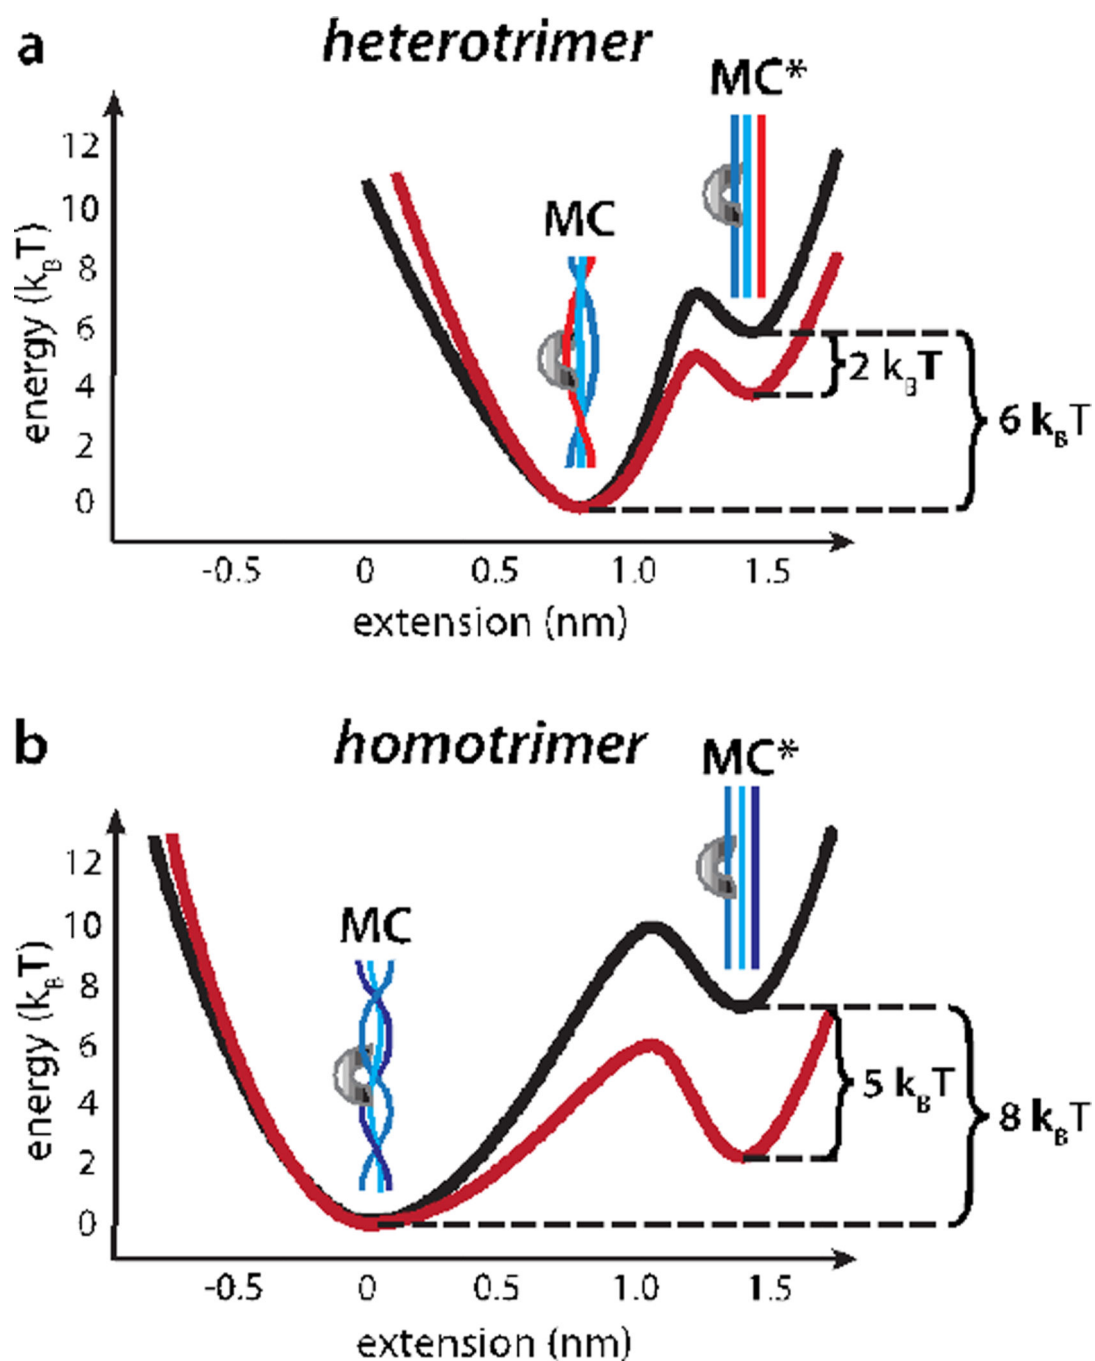 a
heterotrimer
MC*
MC
energy (kBT)
12
10
8
6
4
2
0
2 kBT
6 kBT
-0.5 0 0.5 1.0 1.5
extension (nm)
b
homotrimer
MC*
MC
energy (kBT)
12
10
8
6
4
2
0
5 kBT
8 kBT
-0.5 0 0.5 1.0 1.5
extension (nm)